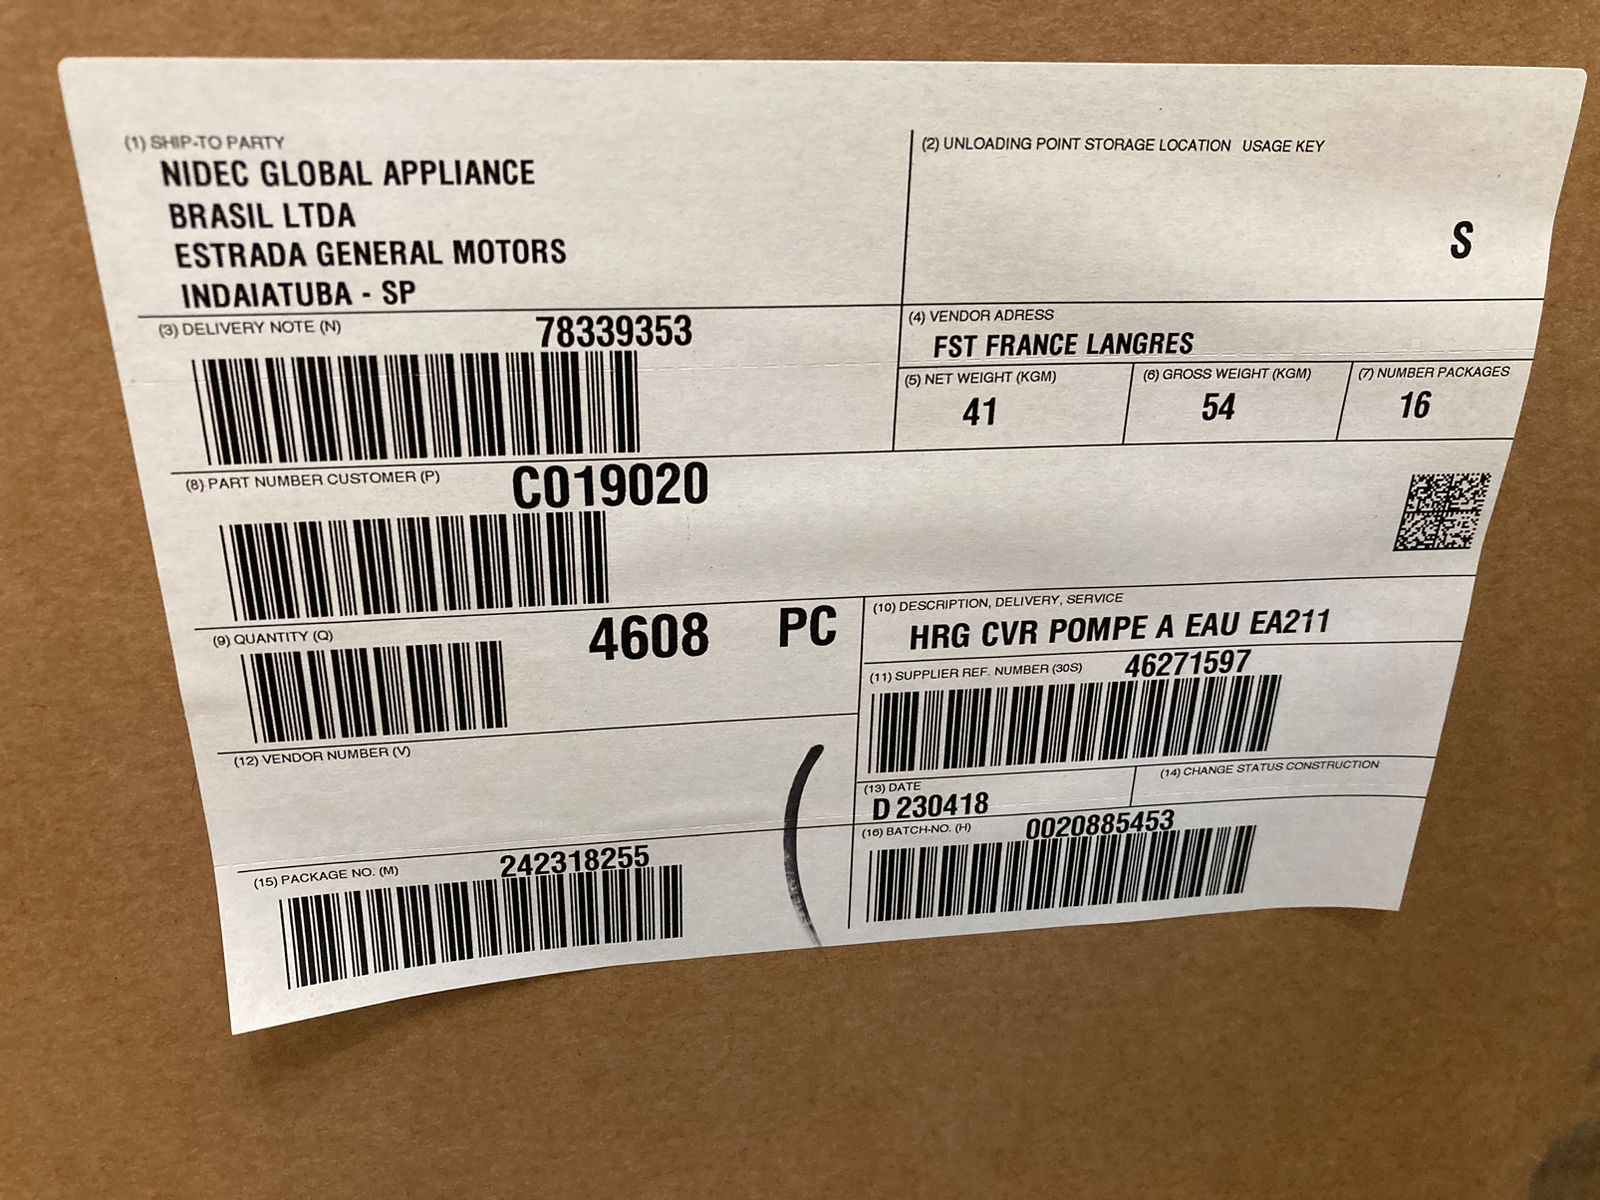 (1) SHIP-TO PARTY
NIDEC GLOBAL APPLIANCE
BRASIL LTDA
ESTRADA GENERAL MOTORS
INDAIATUBA - SP
(2) UNLOADING POINT STORAGE LOCATION USAGE KEY
S
(3) DELIVERY NOTE (N)
78339353
(4) VENDOR ADRESS
FST FRANCE LANGRES
(5) NET WEIGHT (KGM)
41
(6) GROSS WEIGHT (KGM)
54
(7) NUMBER PACKAGES
16
(8) PART NUMBER CUSTOMER (P)
C019020
(9) QUANTITY (Q)
4608 PC
(10) DESCRIPTION, DELIVERY, SERVICE
HRG CVR POMPE A EAU EA211
(11) SUPPLIER REF. NUMBER (30S)
46271597
(12) VENDOR NUMBER (V)
(13) DATE
D 230418
(14) CHANGE STATUS CONSTRUCTION
(15) PACKAGE NO. (M)
242318255
(16) BATCH-NO. (H)
0020885453